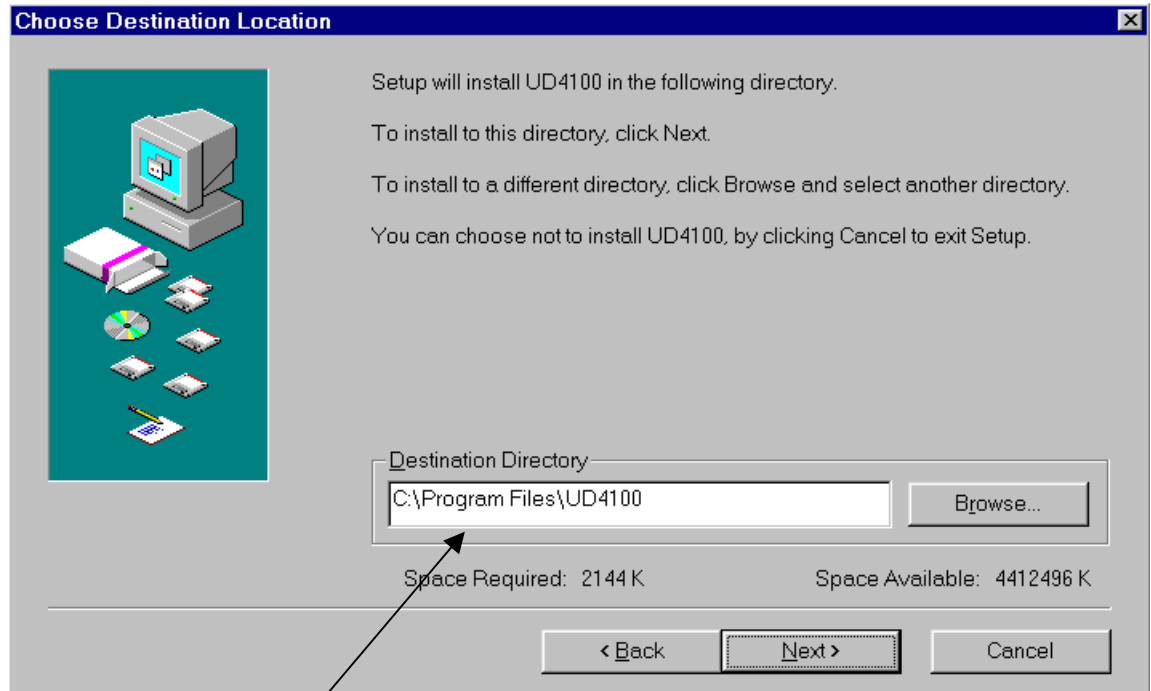 Choose Destination Location
Setup will install UD4100 in the following directory.
To install to this directory, click Next.
To install to a different directory, click Browse and select another directory.
You can choose not to install UD4100, by clicking Cancel to exit Setup.
Destination Directory
C:\Program Files\UD4100
Browse...
Space Required: 2144 K
Space Available: 4412496 K
< Back
Next >
Cancel